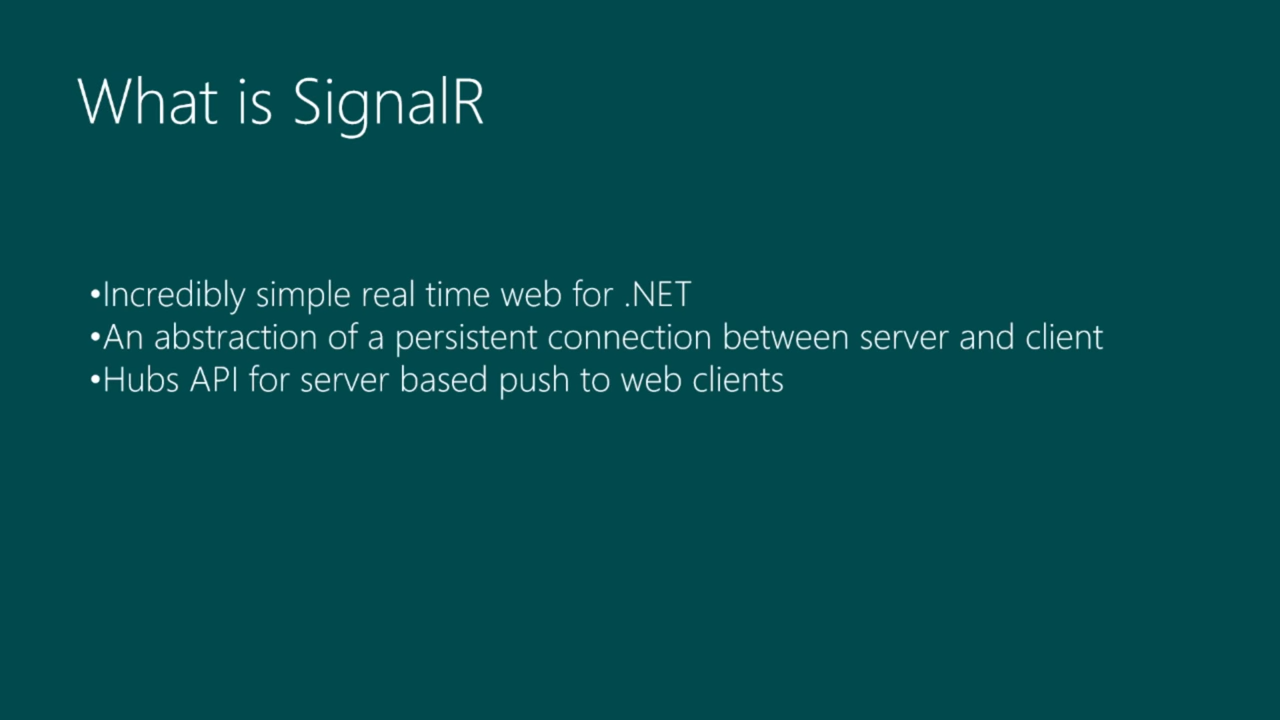 What is SignalR
•Incredibly simple real time web for .NET
•An abstraction of a persistent connection between server and client
•Hubs API for server based push to web clients